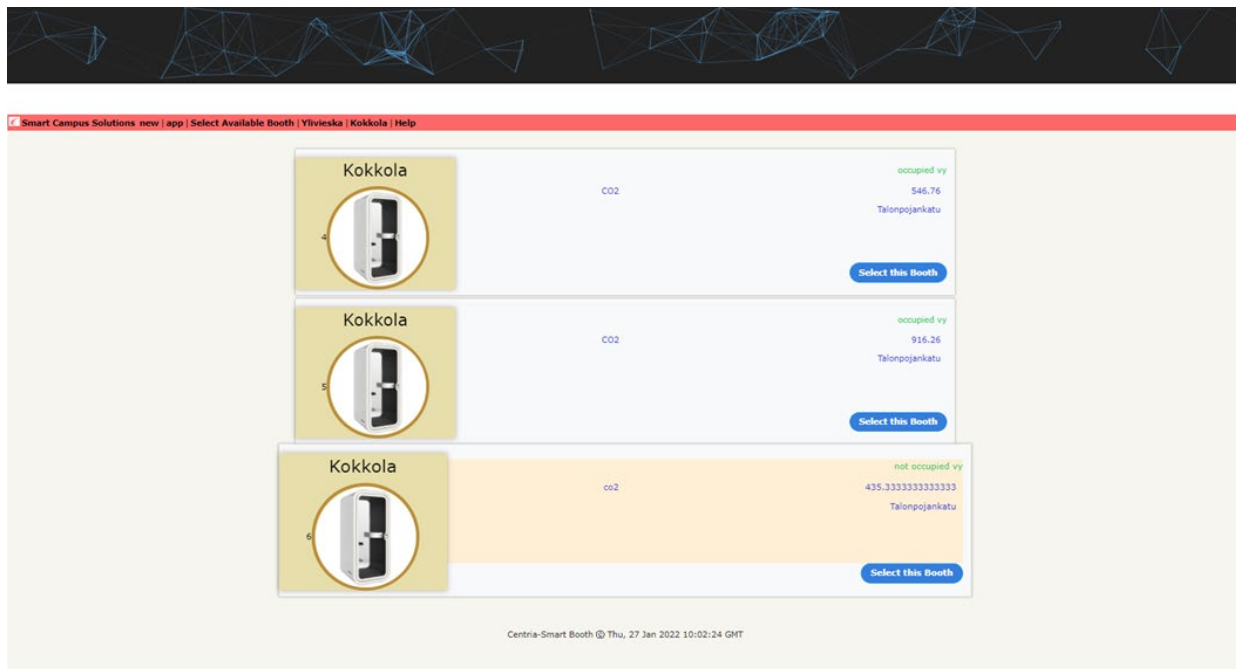 Smart Campus Solutions new | app | Select Available Booth | Ylivieska | Kokkola | Help
Kokkola
occupied vy
CO2 546.76
Talonpojankatu
4
Select this Booth
Kokkola
occupied vy
CO2 916.26
Talonpojankatu
5
Select this Booth
Kokkola
not occupied vy
co2 435.3333333333333
Talonpojankatu
6
Select this Booth
Centria-Smart Booth © Thu, 27 Jan 2022 10:02:24 GMT